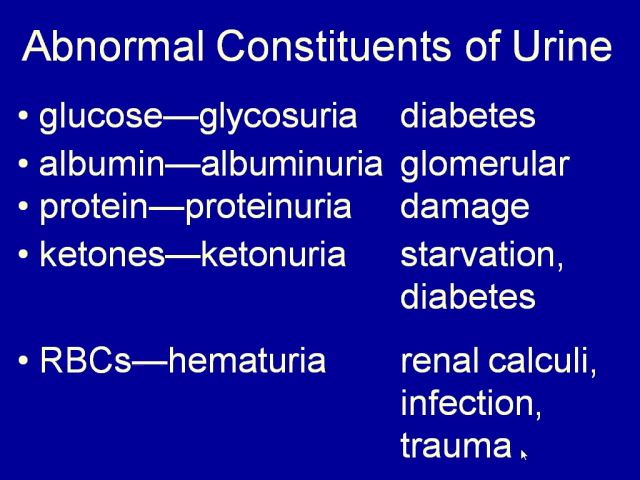 Abnormal Constituents of Urine
• glucose—glycosuria diabetes
• albumin—albuminuria glomerular
• protein—proteinuria damage
• ketones—ketonuria starvation,
diabetes
• RBCs—hematuria renal calculi,
infection,
trauma